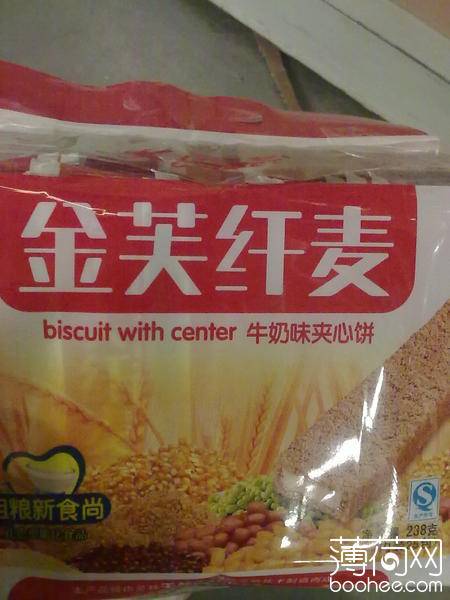 金芙纤麦
biscuit with center 牛奶味夹心饼
粗粮新食尚
238克
薄荷网
boohee.com